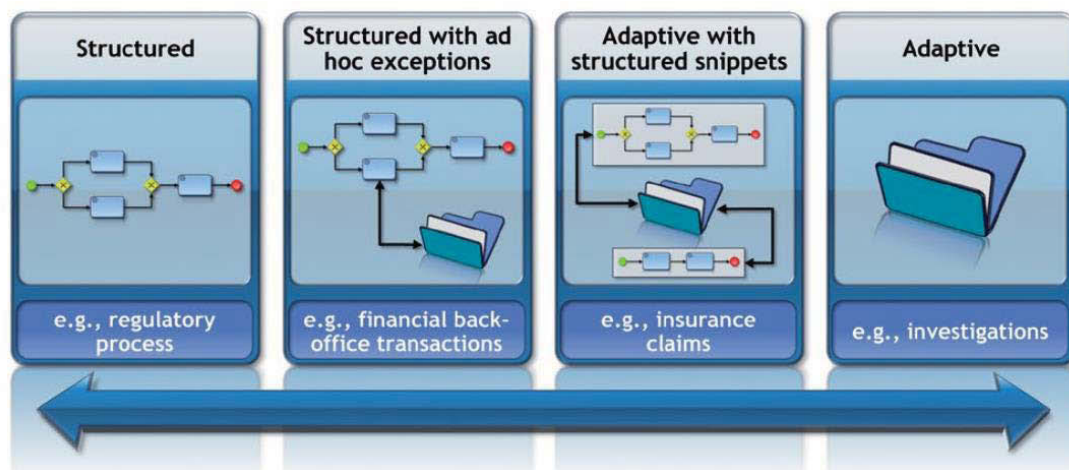 Structured
Structured with ad
hoc exceptions
Adaptive with
structured snippets
Adaptive
e.g., regulatory
process
e.g., financial back-
office transactions
e.g., insurance
claims
e.g., investigations